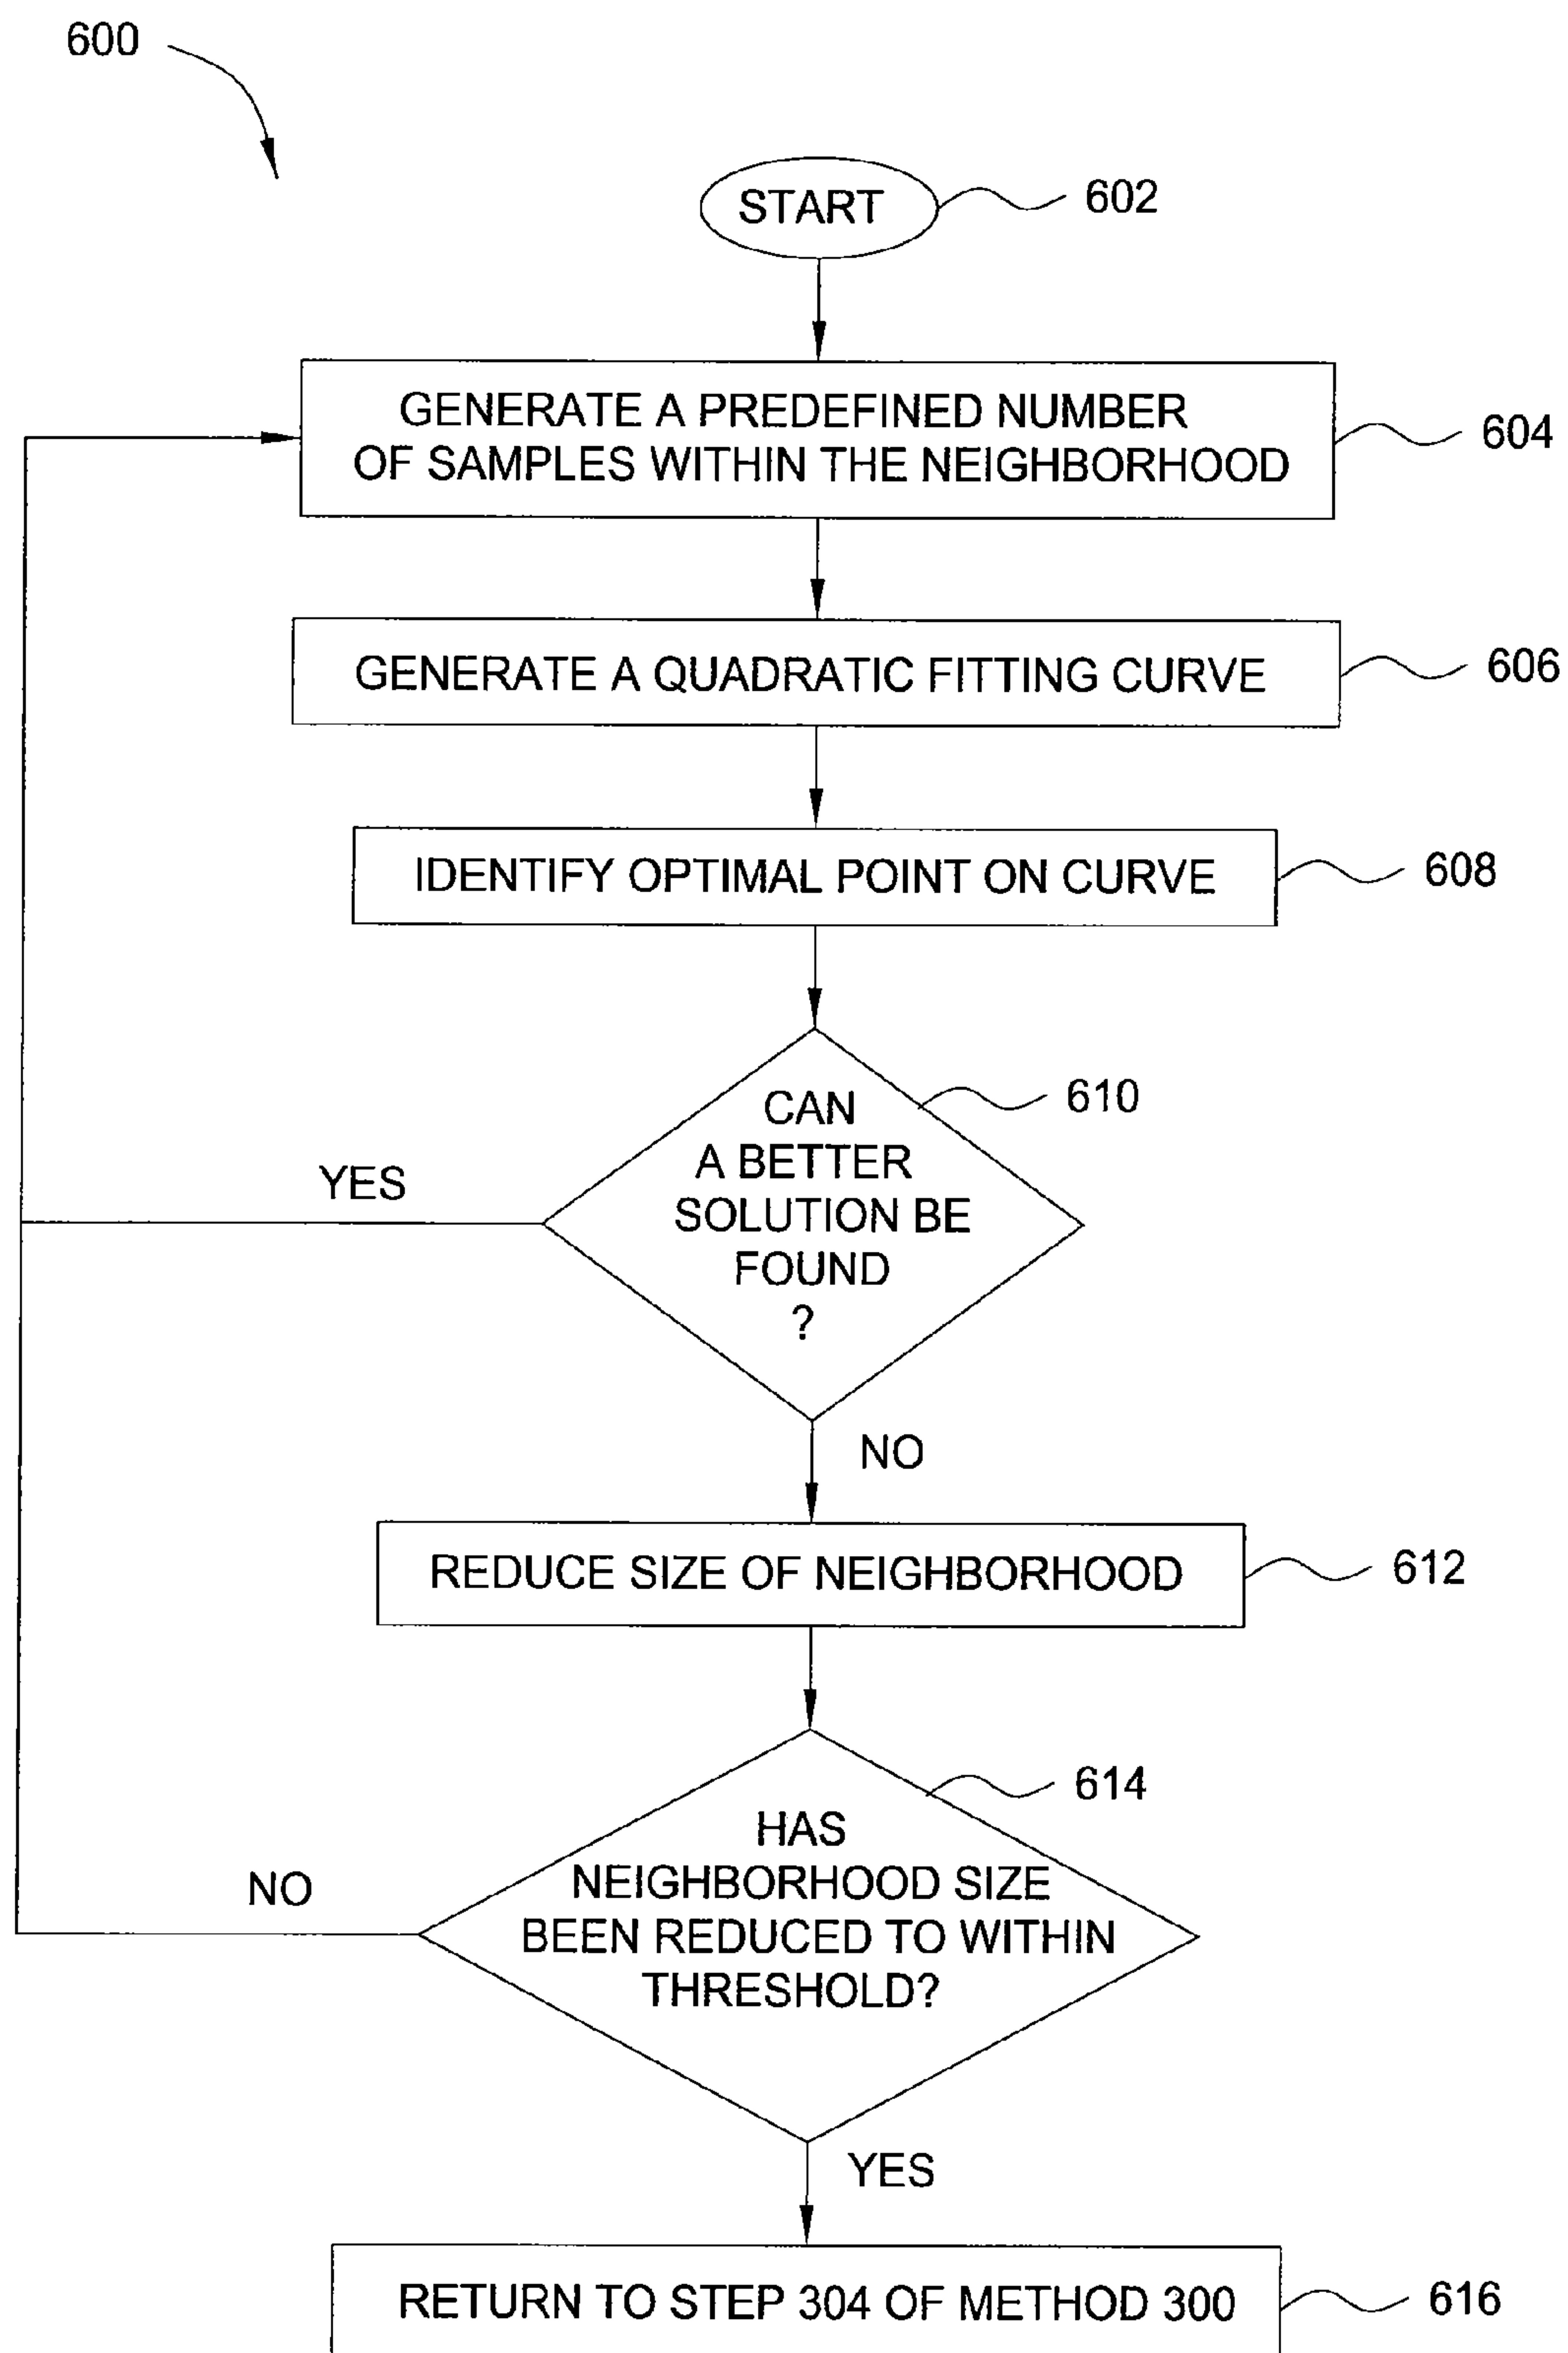 600
START
602
GENERATE A PREDEFINED NUMBER
OF SAMPLES WITHIN THE NEIGHBORHOOD
604
GENERATE A QUADRATIC FITTING CURVE
606
IDENTIFY OPTIMAL POINT ON CURVE
608
CAN
A BETTER
SOLUTION BE
FOUND
?
610
YES
NO
REDUCE SIZE OF NEIGHBORHOOD
612
HAS
NEIGHBORHOOD SIZE
BEEN REDUCED TO WITHIN
THRESHOLD?
614
NO
YES
RETURN TO STEP 304 OF METHOD 300
616